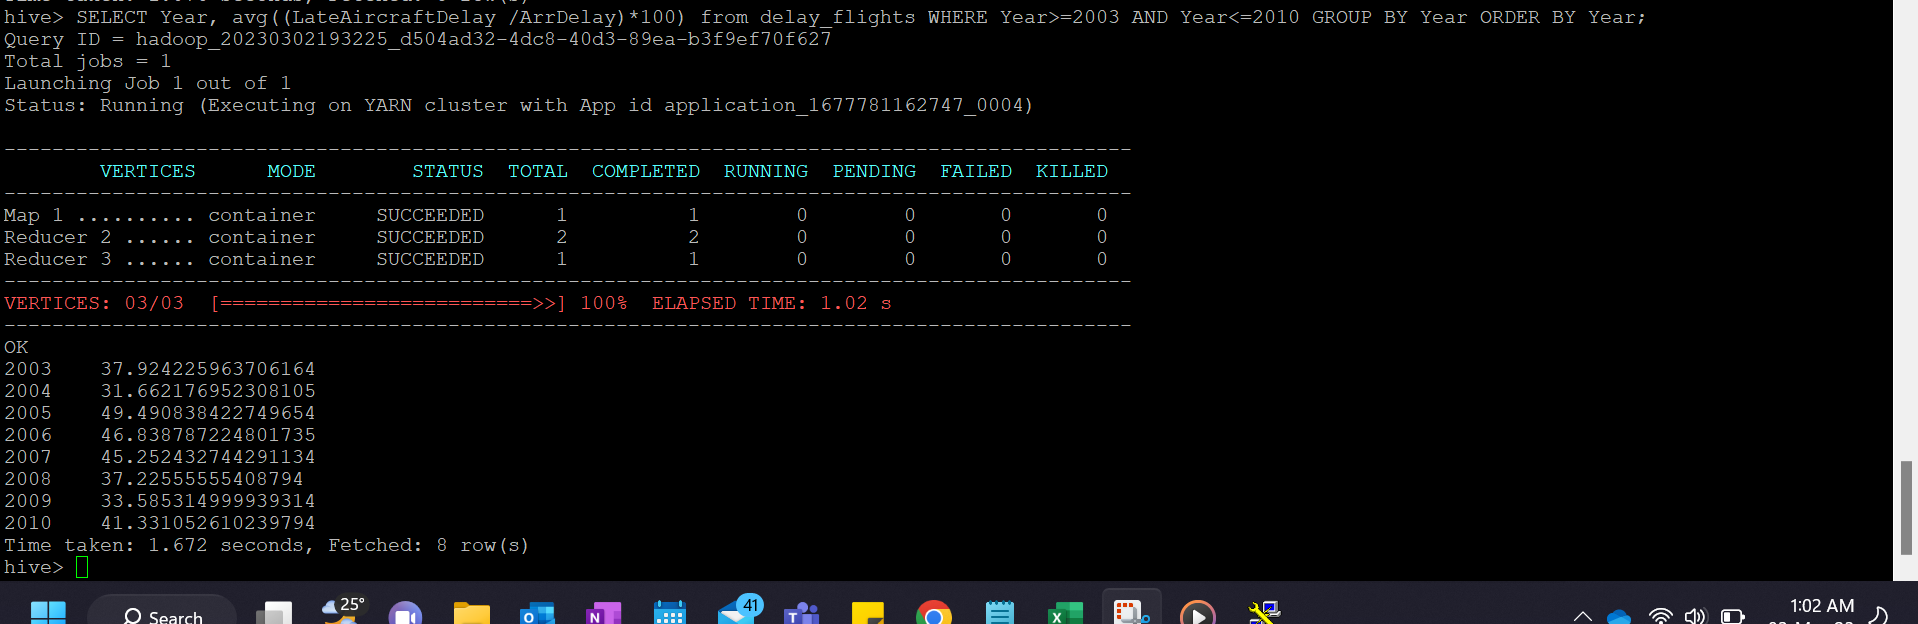 hive> SELECT Year, avg((LateAircraftDelay /ArrDelay)*100) from delay_flights WHERE Year>=2003 AND Year<=2010 GROUP BY Year ORDER BY Year;
Query ID = hadoop_20230302193225_d504ad32-4dc8-40d3-89ea-b3f9ef70f627
Total jobs = 1
Launching Job 1 out of 1
Status: Running (Executing on YARN cluster with App id application_1677781162747_0004)
----------------------------------------------------------------------------------------------
VERTICES MODE STATUS TOTAL COMPLETED RUNNING PENDING FAILED KILLED
----------------------------------------------------------------------------------------------
Map 1 .......... container SUCCEEDED 1 1 0 0 0 0
Reducer 2 ...... container SUCCEEDED 2 2 0 0 0 0
Reducer 3 ...... container SUCCEEDED 1 1 0 0 0 0
----------------------------------------------------------------------------------------------
VERTICES: 03/03 [==========================>>] 100% ELAPSED TIME: 1.02 s
----------------------------------------------------------------------------------------------
OK
2003 37.924225963706164
2004 31.662176952308105
2005 49.490838422749654
2006 46.838787224801735
2007 45.252432744291134
2008 37.22555555408794
2009 33.585314999939314
2010 41.331052610239794
Time taken: 1.672 seconds, Fetched: 8 row(s)
hive>
Search 25° 41 1:02 AM